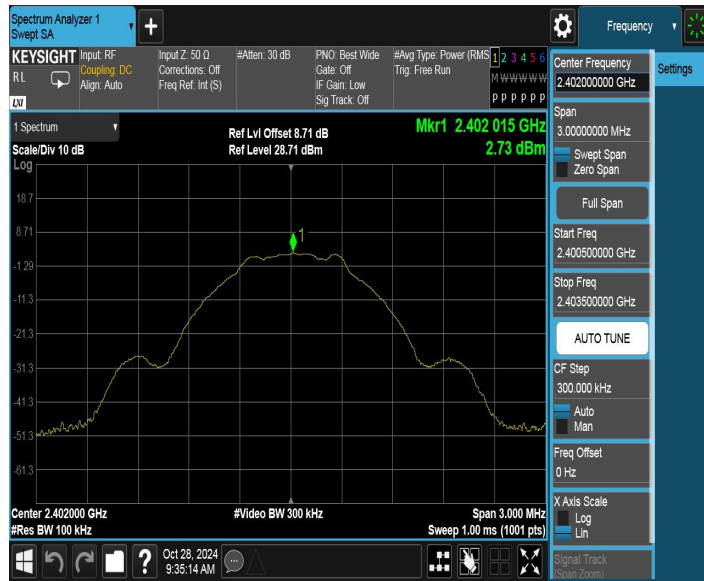 Spectrum Analyzer 1
Swept SA
+
Frequency
KEYSIGHT
RL
LXI
Input: RF
Coupling: DC
Align: Auto
Input Z: 50 Ω
Corrections: Off
Freq Ref: Int (S)
#Atten: 30 dB
PNO: Best Wide
Gate: Off
IF Gain: Low
Sig Track: Off
#Avg Type: Power (RMS
Trig: Free Run
1 2 3 4 5 6
M W W W W W
P P P P P P
1 Spectrum
Scale/Div 10 dB
Ref Lvl Offset 8.71 dB
Ref Level 28.71 dBm
Mkr1 2.402 015 GHz
2.73 dBm
Log
18.7
8.71
-1.29
-11.3
-21.3
-31.3
-41.3
-51.3
-61.3
1
Center 2.402000 GHz
#Video BW 300 kHz
Span 3.000 MHz
#Res BW 100 kHz
Sweep 1.00 ms (1001 pts)
?
Oct 28, 2024
9:35:14 AM
Center Frequency
2.402000000 GHz
Settings
Span
3.00000000 MHz
Swept Span
Zero Span
Full Span
Start Freq
2.400500000 GHz
Stop Freq
2.403500000 GHz
AUTO TUNE
CF Step
300.000 kHz
Auto
Man
Freq Offset
0 Hz
X Axis Scale
Log
Lin
Signal Track
(Span Zoom)